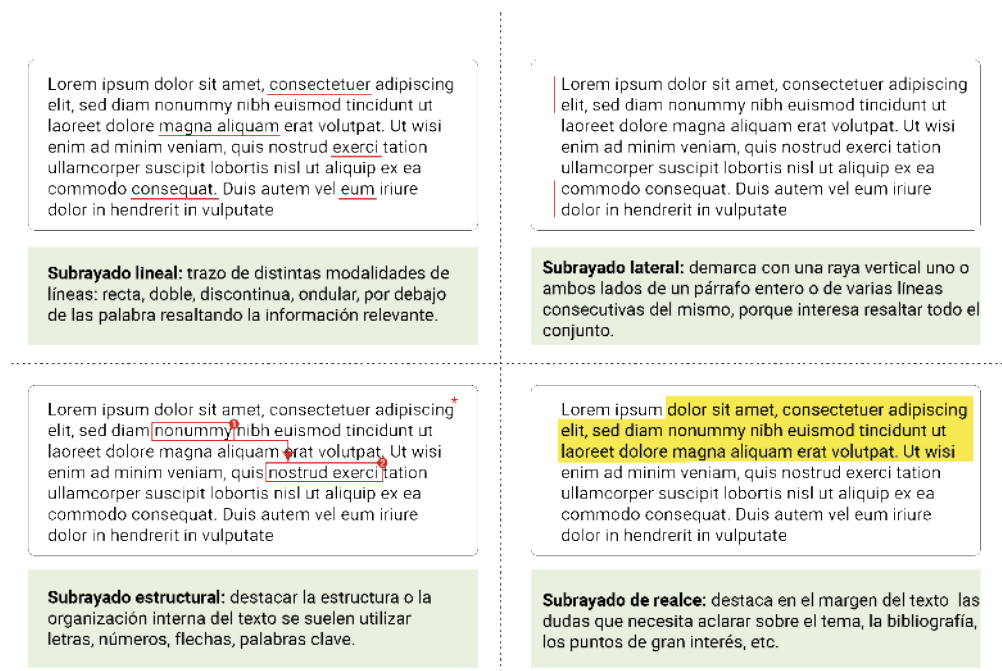 Lorem ipsum dolor sit amet, consectetuer adipiscing
elit, sed diam nonummy nibh euismod tincidunt ut
laoreet dolore magna aliquam erat volutpat. Ut wisi
enim ad minim veniam, quis nostrud exerci tation
ullamcorper suscipit lobortis nisl ut aliquip ex ea
commodo consequat. Duis autem vel eum iriure
dolor in hendrerit in vulputate
Subrayado lineal: trazo de distintas modalidades de
líneas: recta, doble, discontinua, ondular, por debajo
de las palabra resaltando la información relevante.
Lorem ipsum dolor sit amet, consectetuer adipiscing
elit, sed diam nonummy nibh euismod tincidunt ut
laoreet dolore magna aliquam erat volutpat. Ut wisi
enim ad minim veniam, quis nostrud exerci tation
ullamcorper suscipit lobortis nisl ut aliquip ex ea
commodo consequat. Duis autem vel eum iriure
dolor in hendrerit in vulputate
Subrayado lateral: demarca con una raya vertical uno o
ambos lados de un párrafo entero o de varias líneas
consecutivas del mismo, porque interesa resaltar todo el
conjunto.
Lorem ipsum dolor sit amet, consectetuer adipiscing*
elit, sed diam nonummy 1 nibh euismod tincidunt ut
laoreet dolore magna aliquam erat volutpat. Ut wisi
enim ad minim veniam, quis nostrud exerci 2 tation
ullamcorper suscipit lobortis nisl ut aliquip ex ea
commodo consequat. Duis autem vel eum iriure
dolor in hendrerit in vulputate
Subrayado estructural: destacar la estructura o la
organización interna del texto se suelen utilizar
letras, números, flechas, palabras clave.
Lorem ipsum dolor sit amet, consectetuer adipiscing
elit, sed diam nonummy nibh euismod tincidunt ut
laoreet dolore magna aliquam erat volutpat. Ut wisi
enim ad minim veniam, quis nostrud exerci tation
ullamcorper suscipit lobortis nisl ut aliquip ex ea
commodo consequat. Duis autem vel eum iriure
dolor in hendrerit in vulputate
Subrayado de realce: destaca en el margen del texto las
dudas que necesita aclarar sobre el tema, la bibliografía,
los puntos de gran interés, etc.